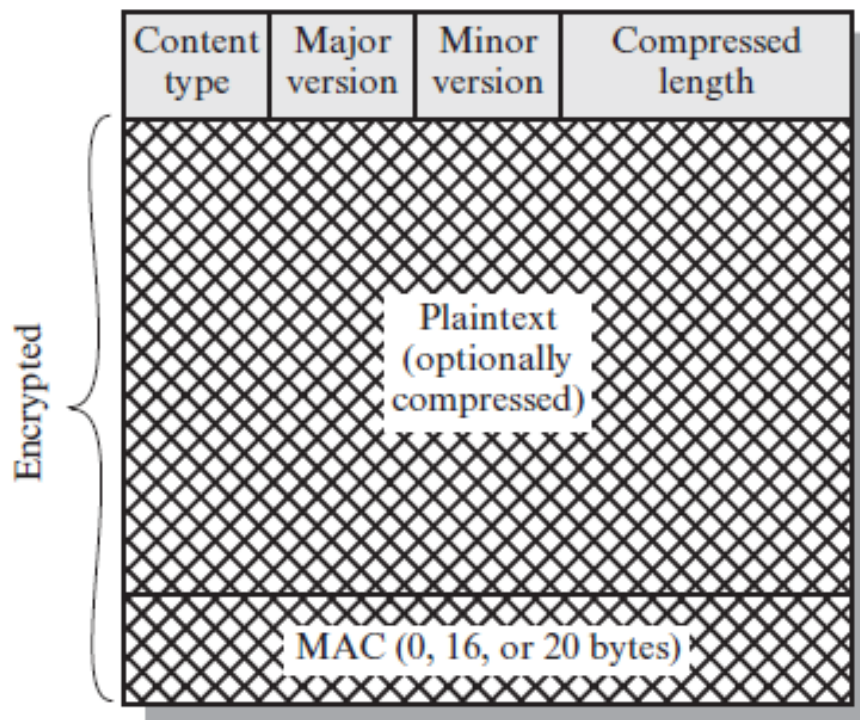 Content type
Major version
Minor version
Compressed length
Encrypted
Plaintext
(optionally
compressed)
MAC (0, 16, or 20 bytes)